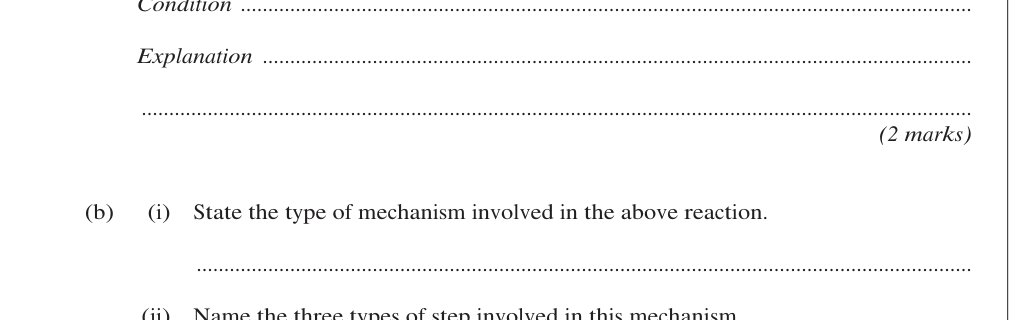 Condition ................................................................
Explanation ................................................................
................................................................
(2 marks)
(b) (i) State the type of mechanism involved in the above reaction.
................................................................
(ii) Name the three types of step involved in this mechanism